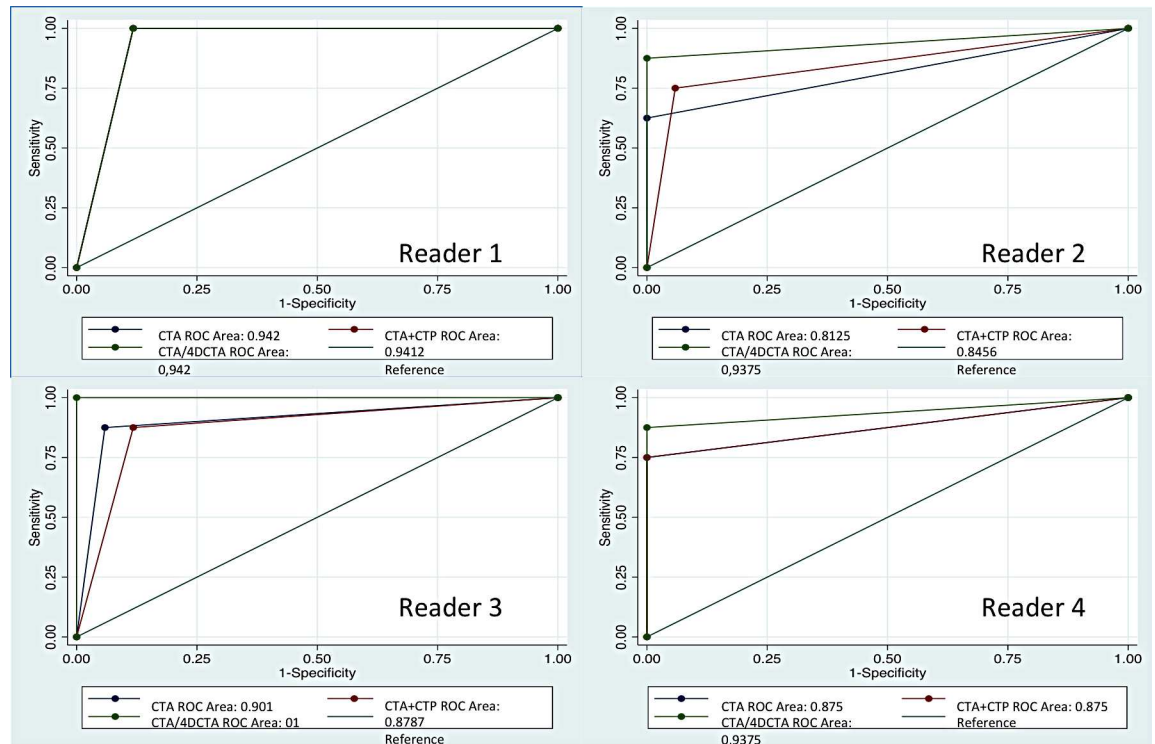 1.00
0.75
0.50
0.25
0.00
Sensitivity
Reader 1
0.00 0.25 0.50 0.75 1.00
1-Specificity
CTA ROC Area: 0.942 CTA+CTP ROC Area:
CTA/4DCTA ROC Area: 0.9412
0,942 Reference
1.00
0.75
0.50
0.25
0.00
Sensitivity
Reader 2
0.00 0.25 0.50 0.75 1.00
1-Specificity
CTA ROC Area: 0.8125 CTA+CTP ROC Area:
CTA/4DCTA ROC Area: 0.8456
0,9375 Reference
1.00
0.75
0.50
0.25
0.00
Sensitivity
Reader 3
0.00 0.25 0.50 0.75 1.00
1-Specificity
CTA ROC Area: 0.901 CTA+CTP ROC Area:
CTA/4DCTA ROC Area: 01 0.8787
Reference
1.00
0.75
0.50
0.25
0.00
Sensitivity
Reader 4
0.00 0.25 0.50 0.75 1.00
1-Specificity
CTA ROC Area: 0.875 CTA+CTP ROC Area: 0.875
CTA/4DCTA ROC Area: Reference
0.9375